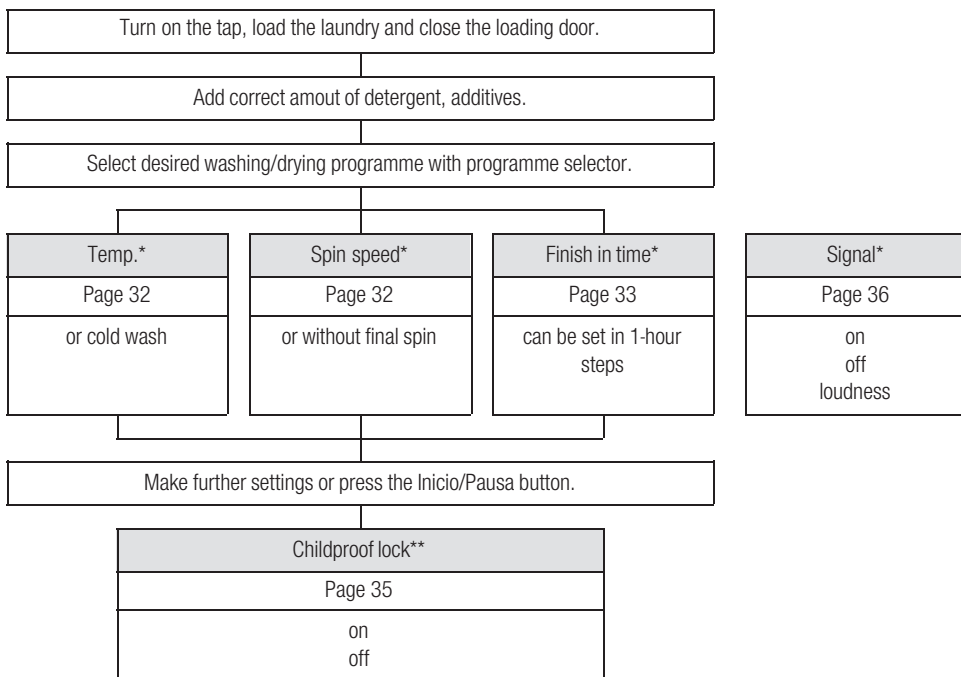 Turn on the tap, load the laundry and close the loading door.
Add correct amout of detergent, additives.
Select desired washing/drying programme with programme selector.
Temp.*
Page 32
or cold wash
Spin speed*
Page 32
or without final spin
Finish in time*
Page 33
can be set in 1-hour
steps
Signal*
Page 36
on
off
loudness
Make further settings or press the Inicio/Pausa button.
Childproof lock**
Page 35
on
off